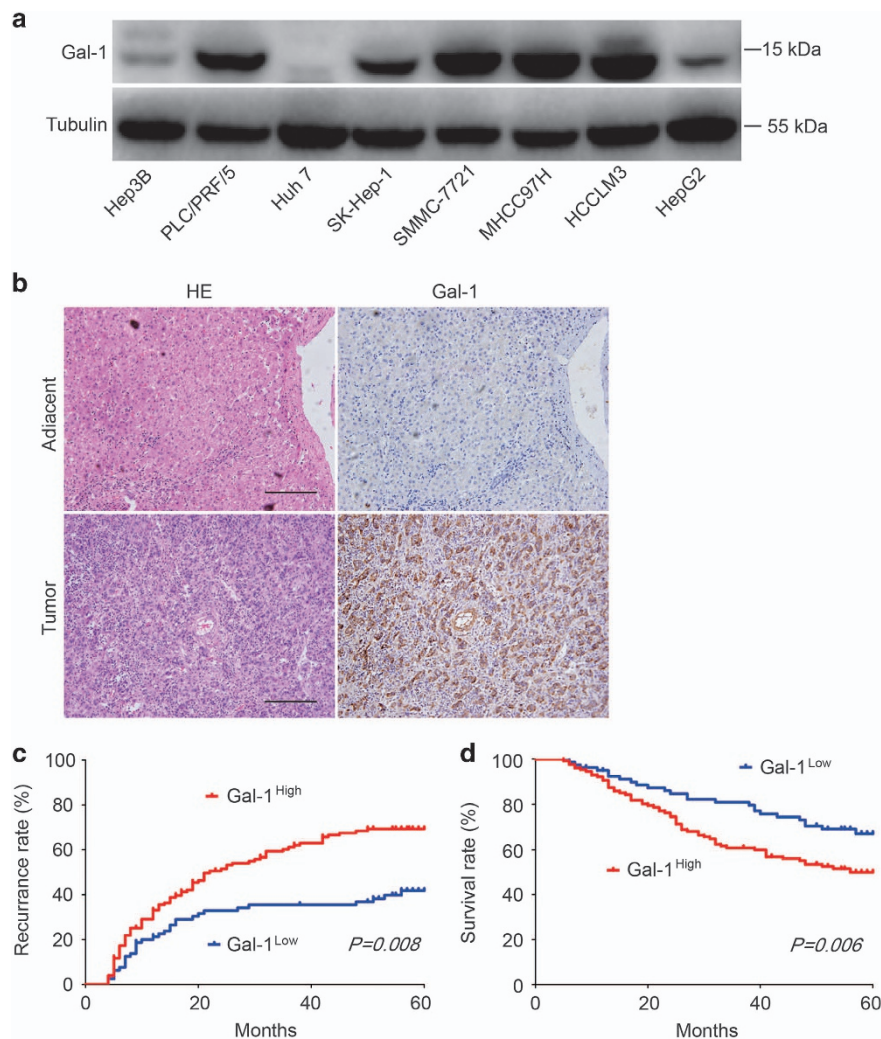 a
Gal-1
15 kDa
Tubulin
55 kDa
Hep3B
PLC/PRF/5
Huh 7
SK-Hep-1
SMMC-7721
MHCC97H
HCCLM3
HepG2
b
HE
Gal-1
Adiacent
Tumor
c
100
80
60
40
20
0
Recurrance rate (%)
Gal-1High
Gal-1Low
P=0.008
0
20
40
60
Months
d
100
80
60
40
20
0
Survival rate (%)
Gal-1Low
Gal-1High
P=0.006
0
20
40
60
Months